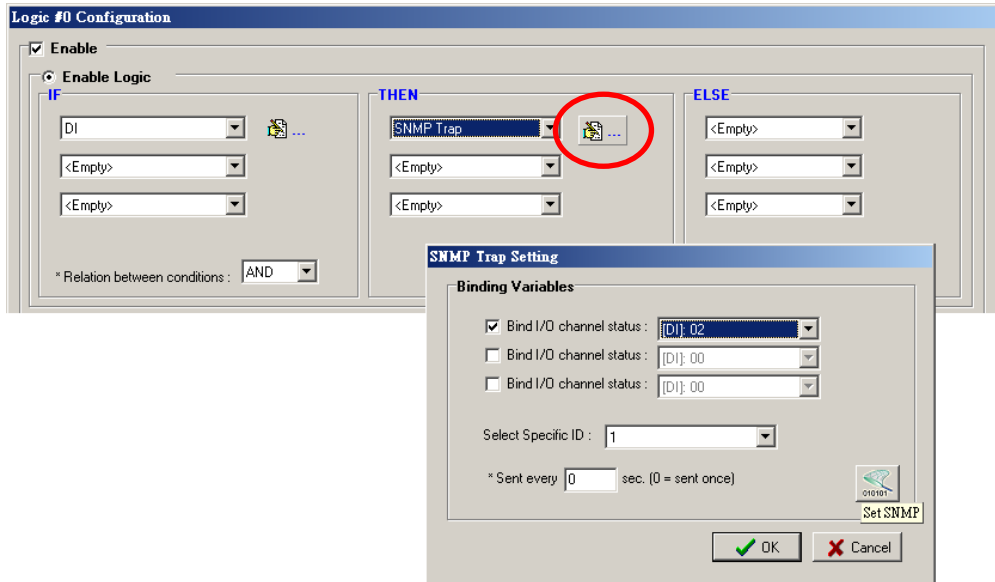 Logic #0 Configuration
Enable
Enable Logic
IF
THEN
ELSE
DI
...
SNMP Trap
...
<Empty>
<Empty>
<Empty>
<Empty>
<Empty>
<Empty>
<Empty>
* Relation between conditions :
AND
SNMP Trap Setting
Binding Variables
Bind I/O channel status :
[DI]: 02
Bind I/O channel status :
[DI]: 00
Bind I/O channel status :
[DI]: 00
Select Specific ID :
1
* Sent every
0
sec. (0 = sent once)
010101
Set SNMP
OK
Cancel